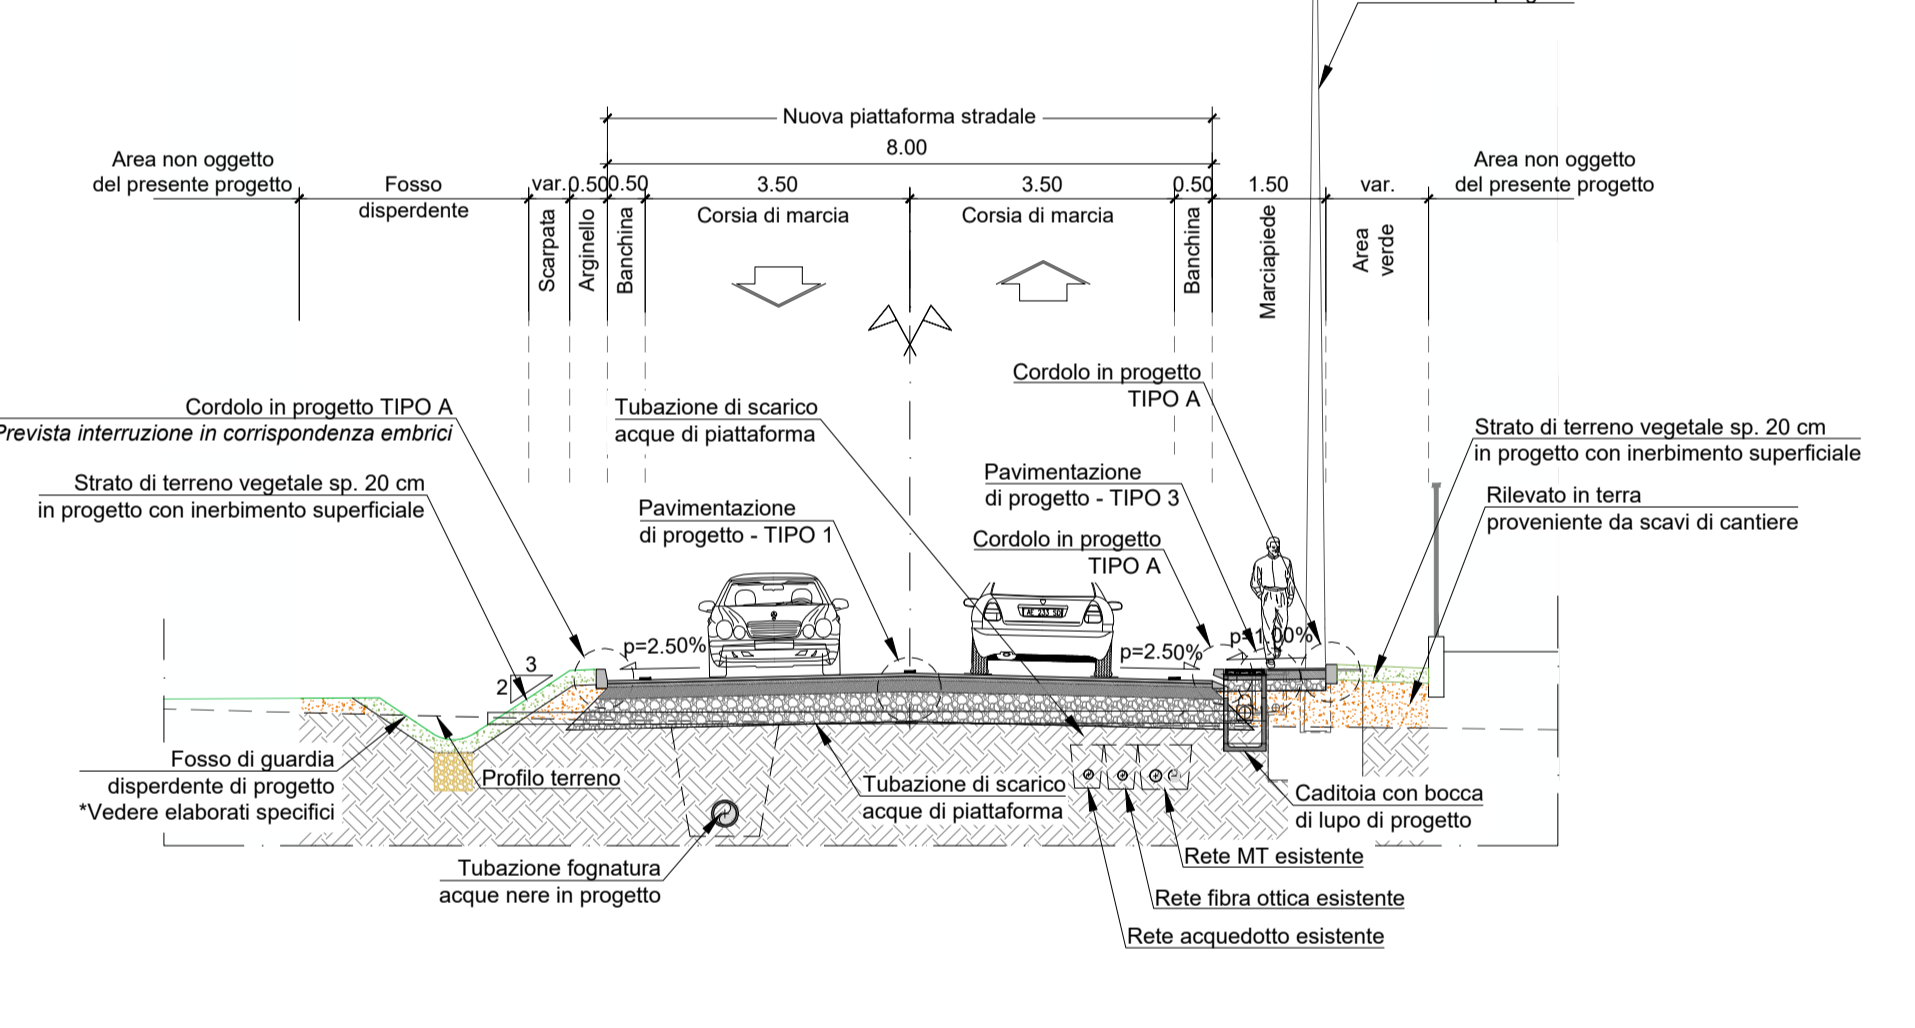 Nuova piattaforma stradale
8.00
Area non oggetto
del presente progetto
Fosso
disperdente
var.
0.50
0.50
3.50
3.50
0.50
1.50
var.
Area non oggetto
del presente progetto
Scarpata
Arginello
Banchina
Corsia di marcia
Corsia di marcia
Banchina
Marciapiede
Area
verde
Cordolo in progetto
TIPO A
Cordolo in progetto TIPO A
Prevista interruzione in corrispondenza embrici
Tubazione di scarico
acque di piattaforma
Strato di terreno vegetale sp. 20 cm
in progetto con inerbimento superficiale
Strato di terreno vegetale sp. 20 cm
in progetto con inerbimento superficiale
Pavimentazione
di progetto - TIPO 3
Pavimentazione
di progetto - TIPO 1
Rilevato in terra
proveniente da scavi di cantiere
Cordolo in progetto
TIPO A
AE 233 SD
p=2.50%
p=2.50%
p=1.00%
3
2
Fosso di guardia
disperdente di progetto
*Vedere elaborati specifici
Profilo terreno
Tubazione di scarico
acque di piattaforma
Caditoia con bocca
di lupo di progetto
Tubazione fognatura
acque nere in progetto
Rete MT esistente
Rete fibra ottica esistente
Rete acquedotto esistente